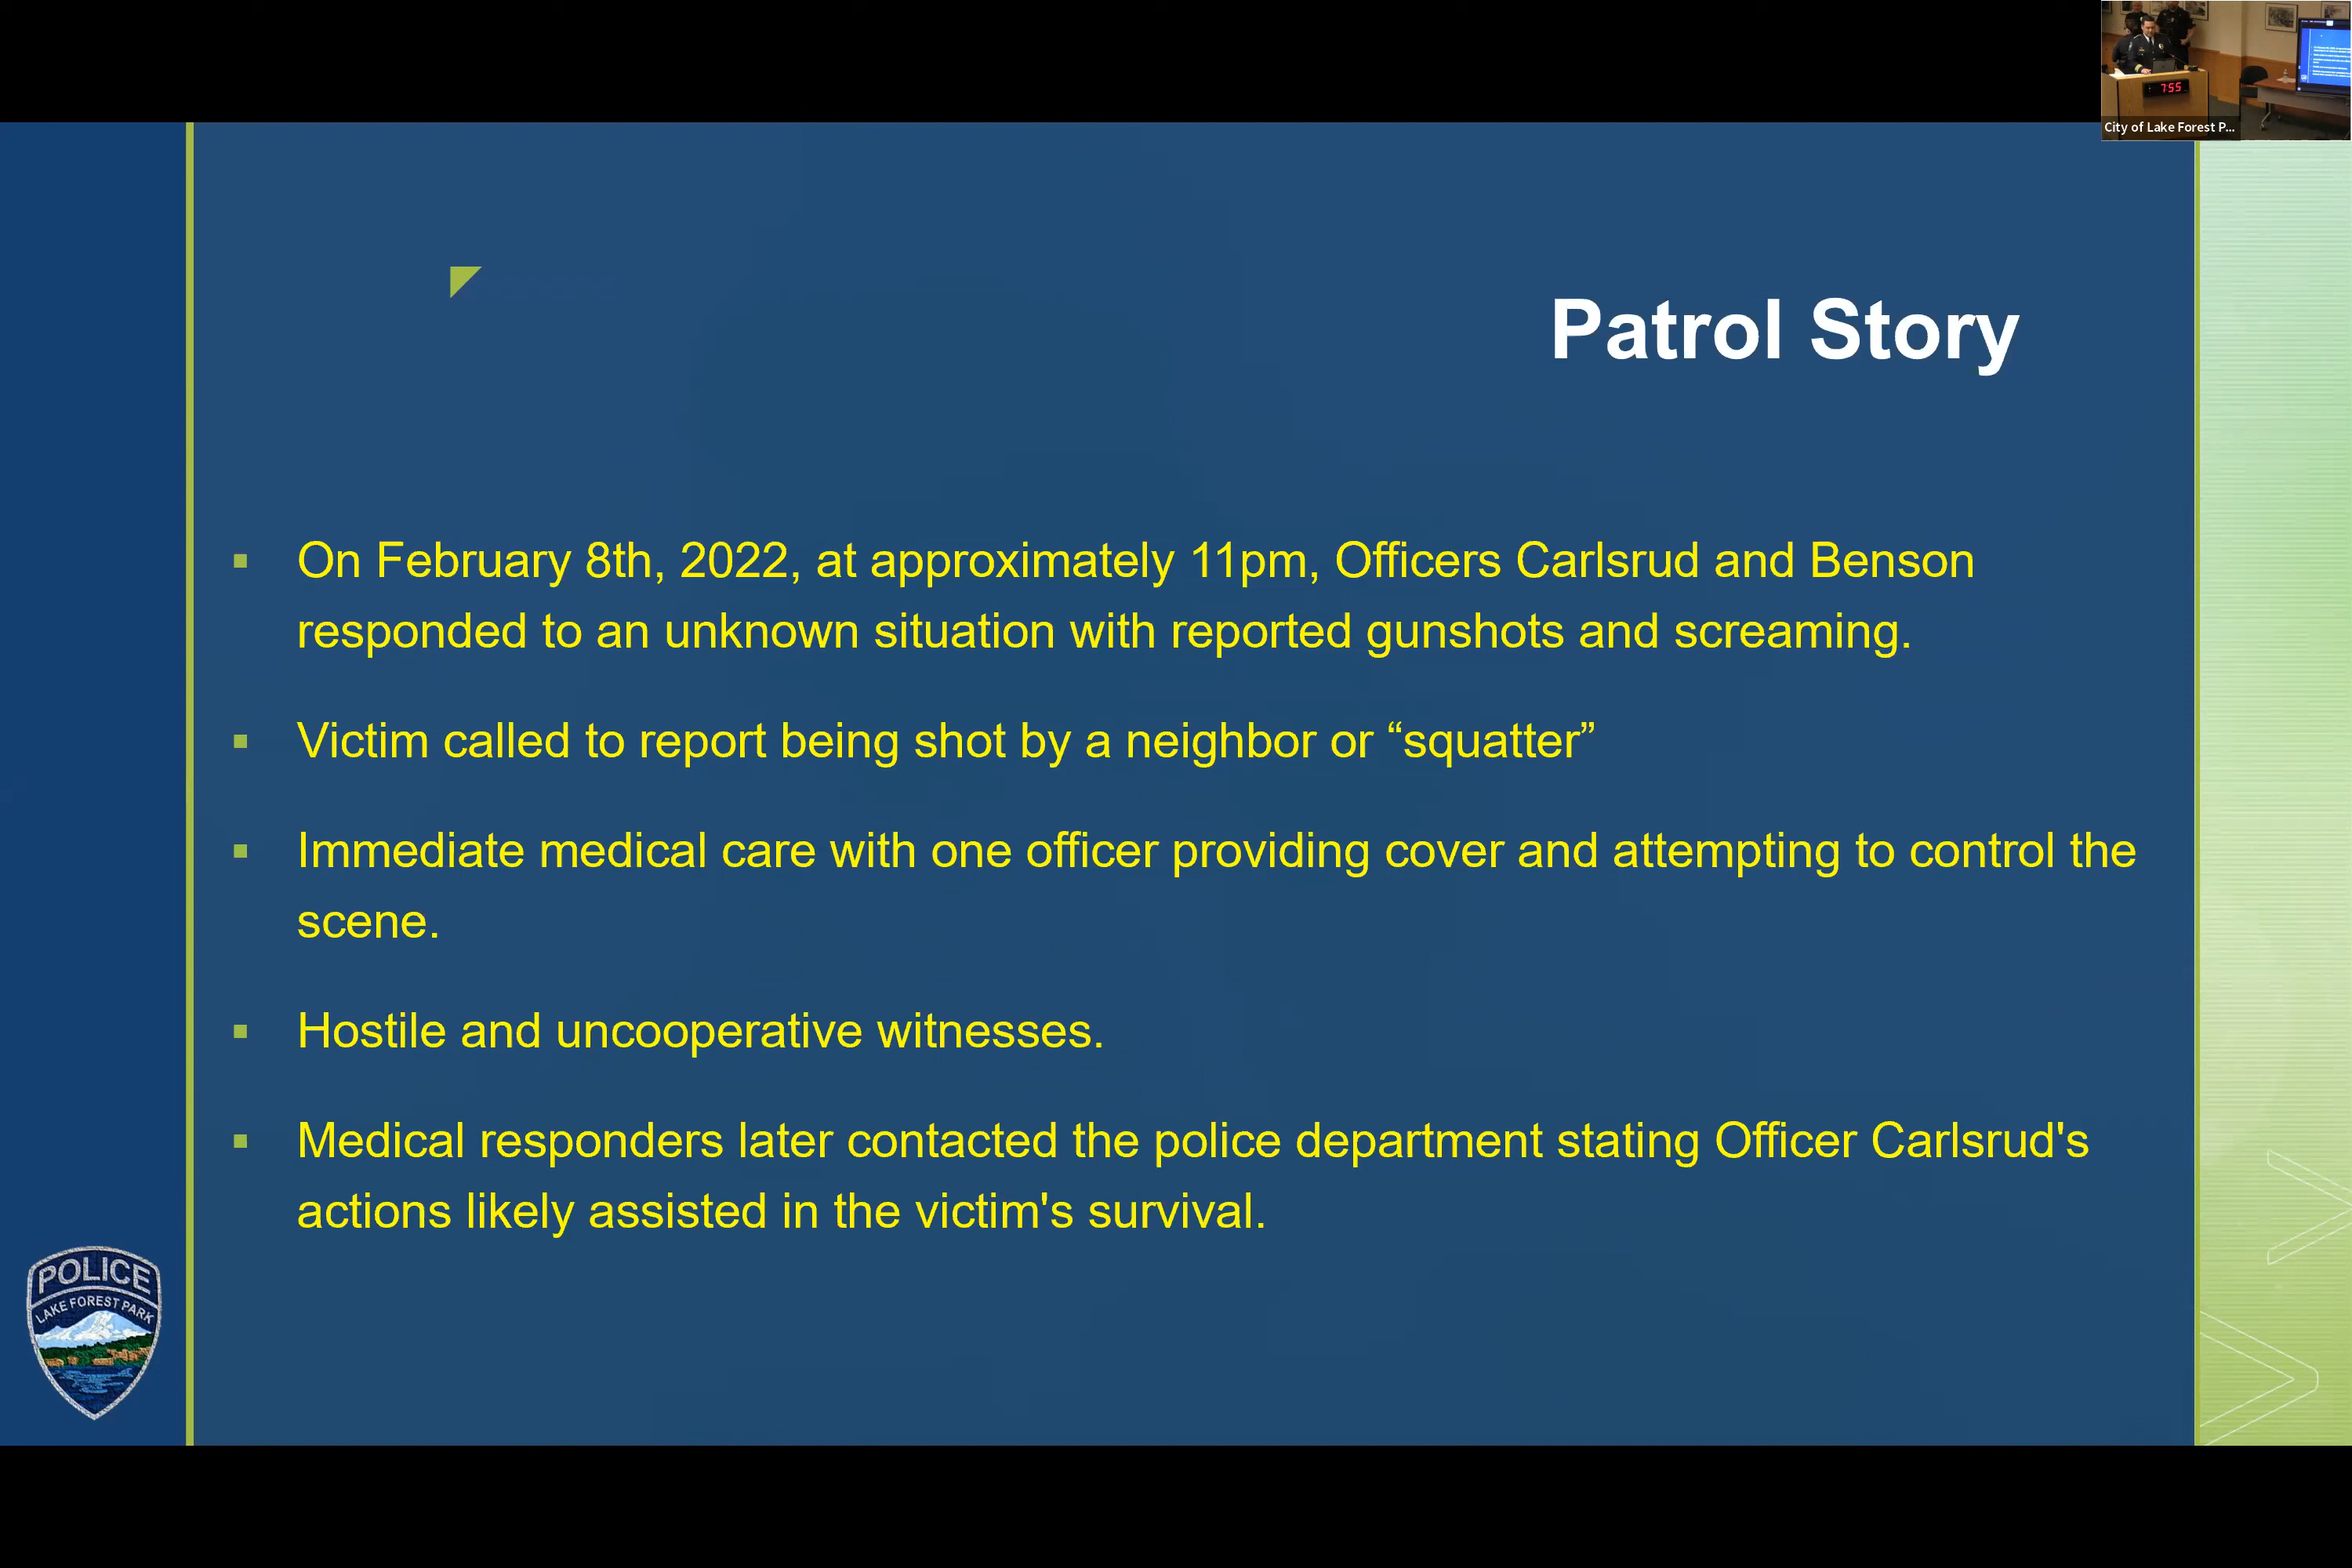 755
City of Lake Forest P...
Patrol Story
▪ On February 8th, 2022, at approximately 11pm, Officers Carlsrud and Benson
responded to an unknown situation with reported gunshots and screaming.
▪ Victim called to report being shot by a neighbor or “squatter”
▪ Immediate medical care with one officer providing cover and attempting to control the
scene.
▪ Hostile and uncooperative witnesses.
▪ Medical responders later contacted the police department stating Officer Carlsrud's
actions likely assisted in the victim's survival.
POLICE
LAKE FOREST PARK